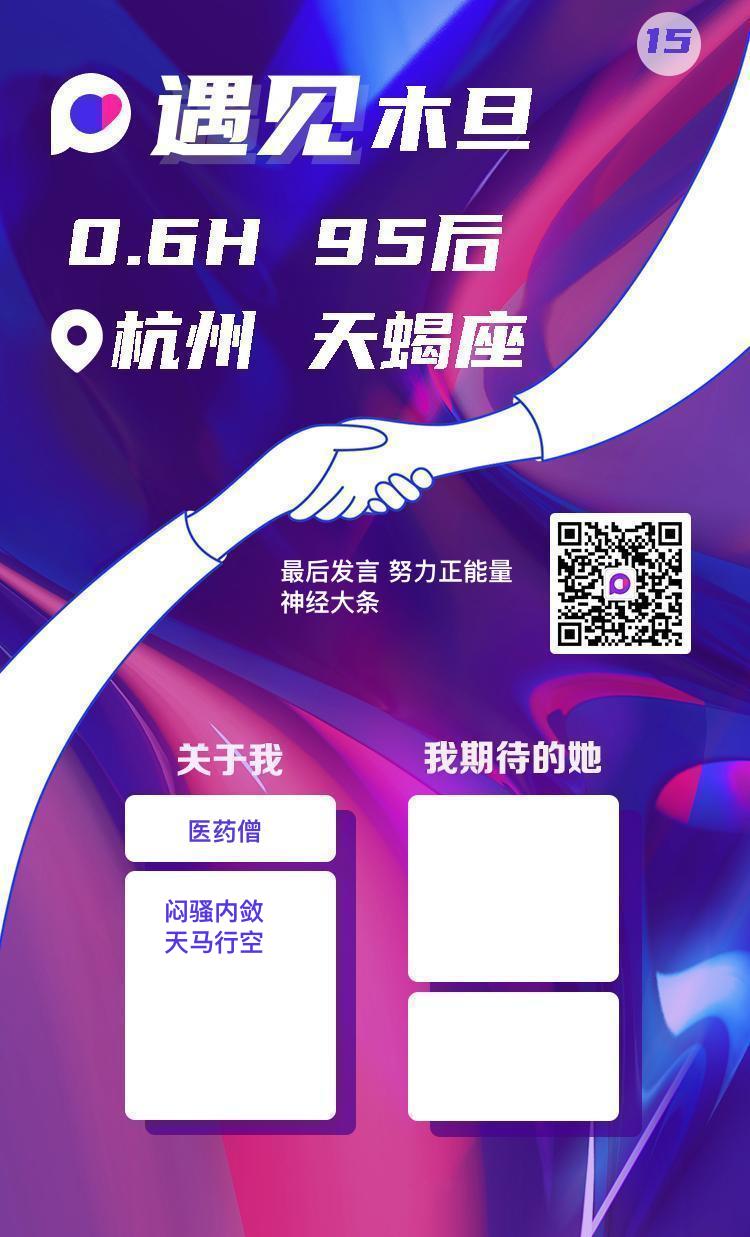 15
遇见木旦
0.6H 95后
杭州 天蝎座
最后发言 努力正能量
神经大条
关于我
我期待的她
医药僧
闷骚内敛
天马行空